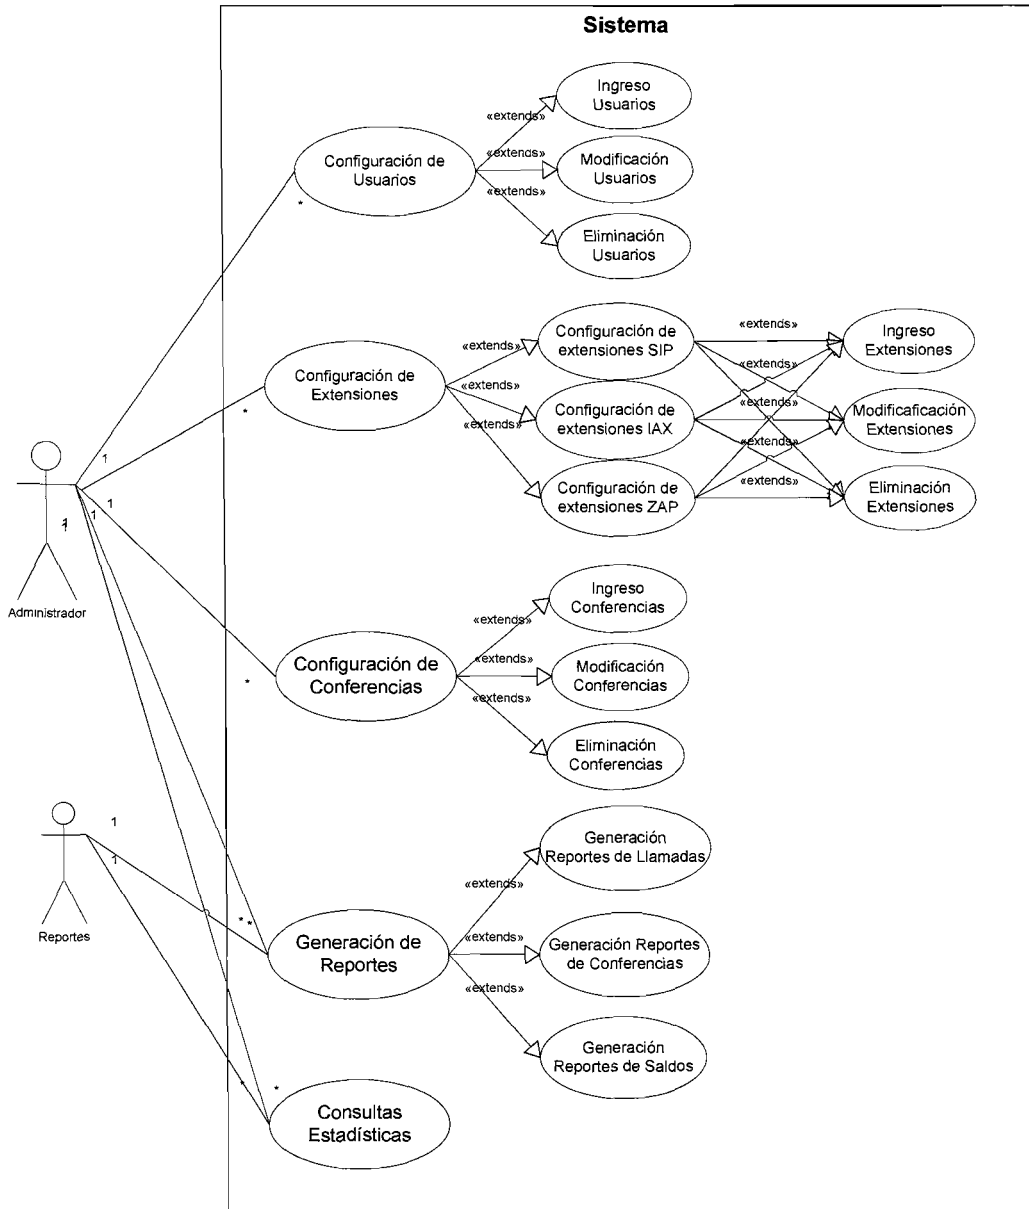 Sistema
Ingreso
Usuarios
«extends»
Configuración de
Usuarios
*
«extends»
Modificación
Usuarios
«extends»
Eliminación
Usuarios
Configuración de
Extensiones
*
«extends»
«extends»
«extends»
Configuración de
extensiones SIP
Configuración de
extensiones IAX
Configuración de
extensiones ZAP
«extends»
«extends»
«extends»
«extends»
«extends»
Ingreso
Extensiones
Modificaficación
Extensiones
Eliminación
Extensiones
1
1
1
1
1
Administrador
Configuración de
Conferencias
*
«extends»
«extends»
«extends»
Ingreso
Conferencias
Modificación
Conferencias
Eliminación
Conferencias
1
1
Reportes
* *
Generación de
Reportes
«extends»
«extends»
«extends»
Generación
Reportes de Llamadas
Generación Reportes
de Conferencias
Generación
Reportes de Saldos
* *
Consultas
Estadísticas